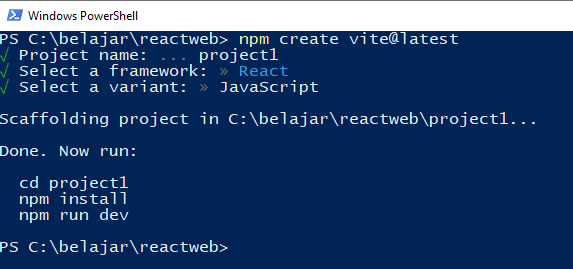 Windows PowerShell
PS C:\belajar\reactweb> npm create vite@latest
√ Project name: ... project1
√ Select a framework: » React
√ Select a variant: » JavaScript
Scaffolding project in C:\belajar\reactweb\project1...
Done. Now run:
cd project1
npm install
npm run dev
PS C:\belajar\reactweb>